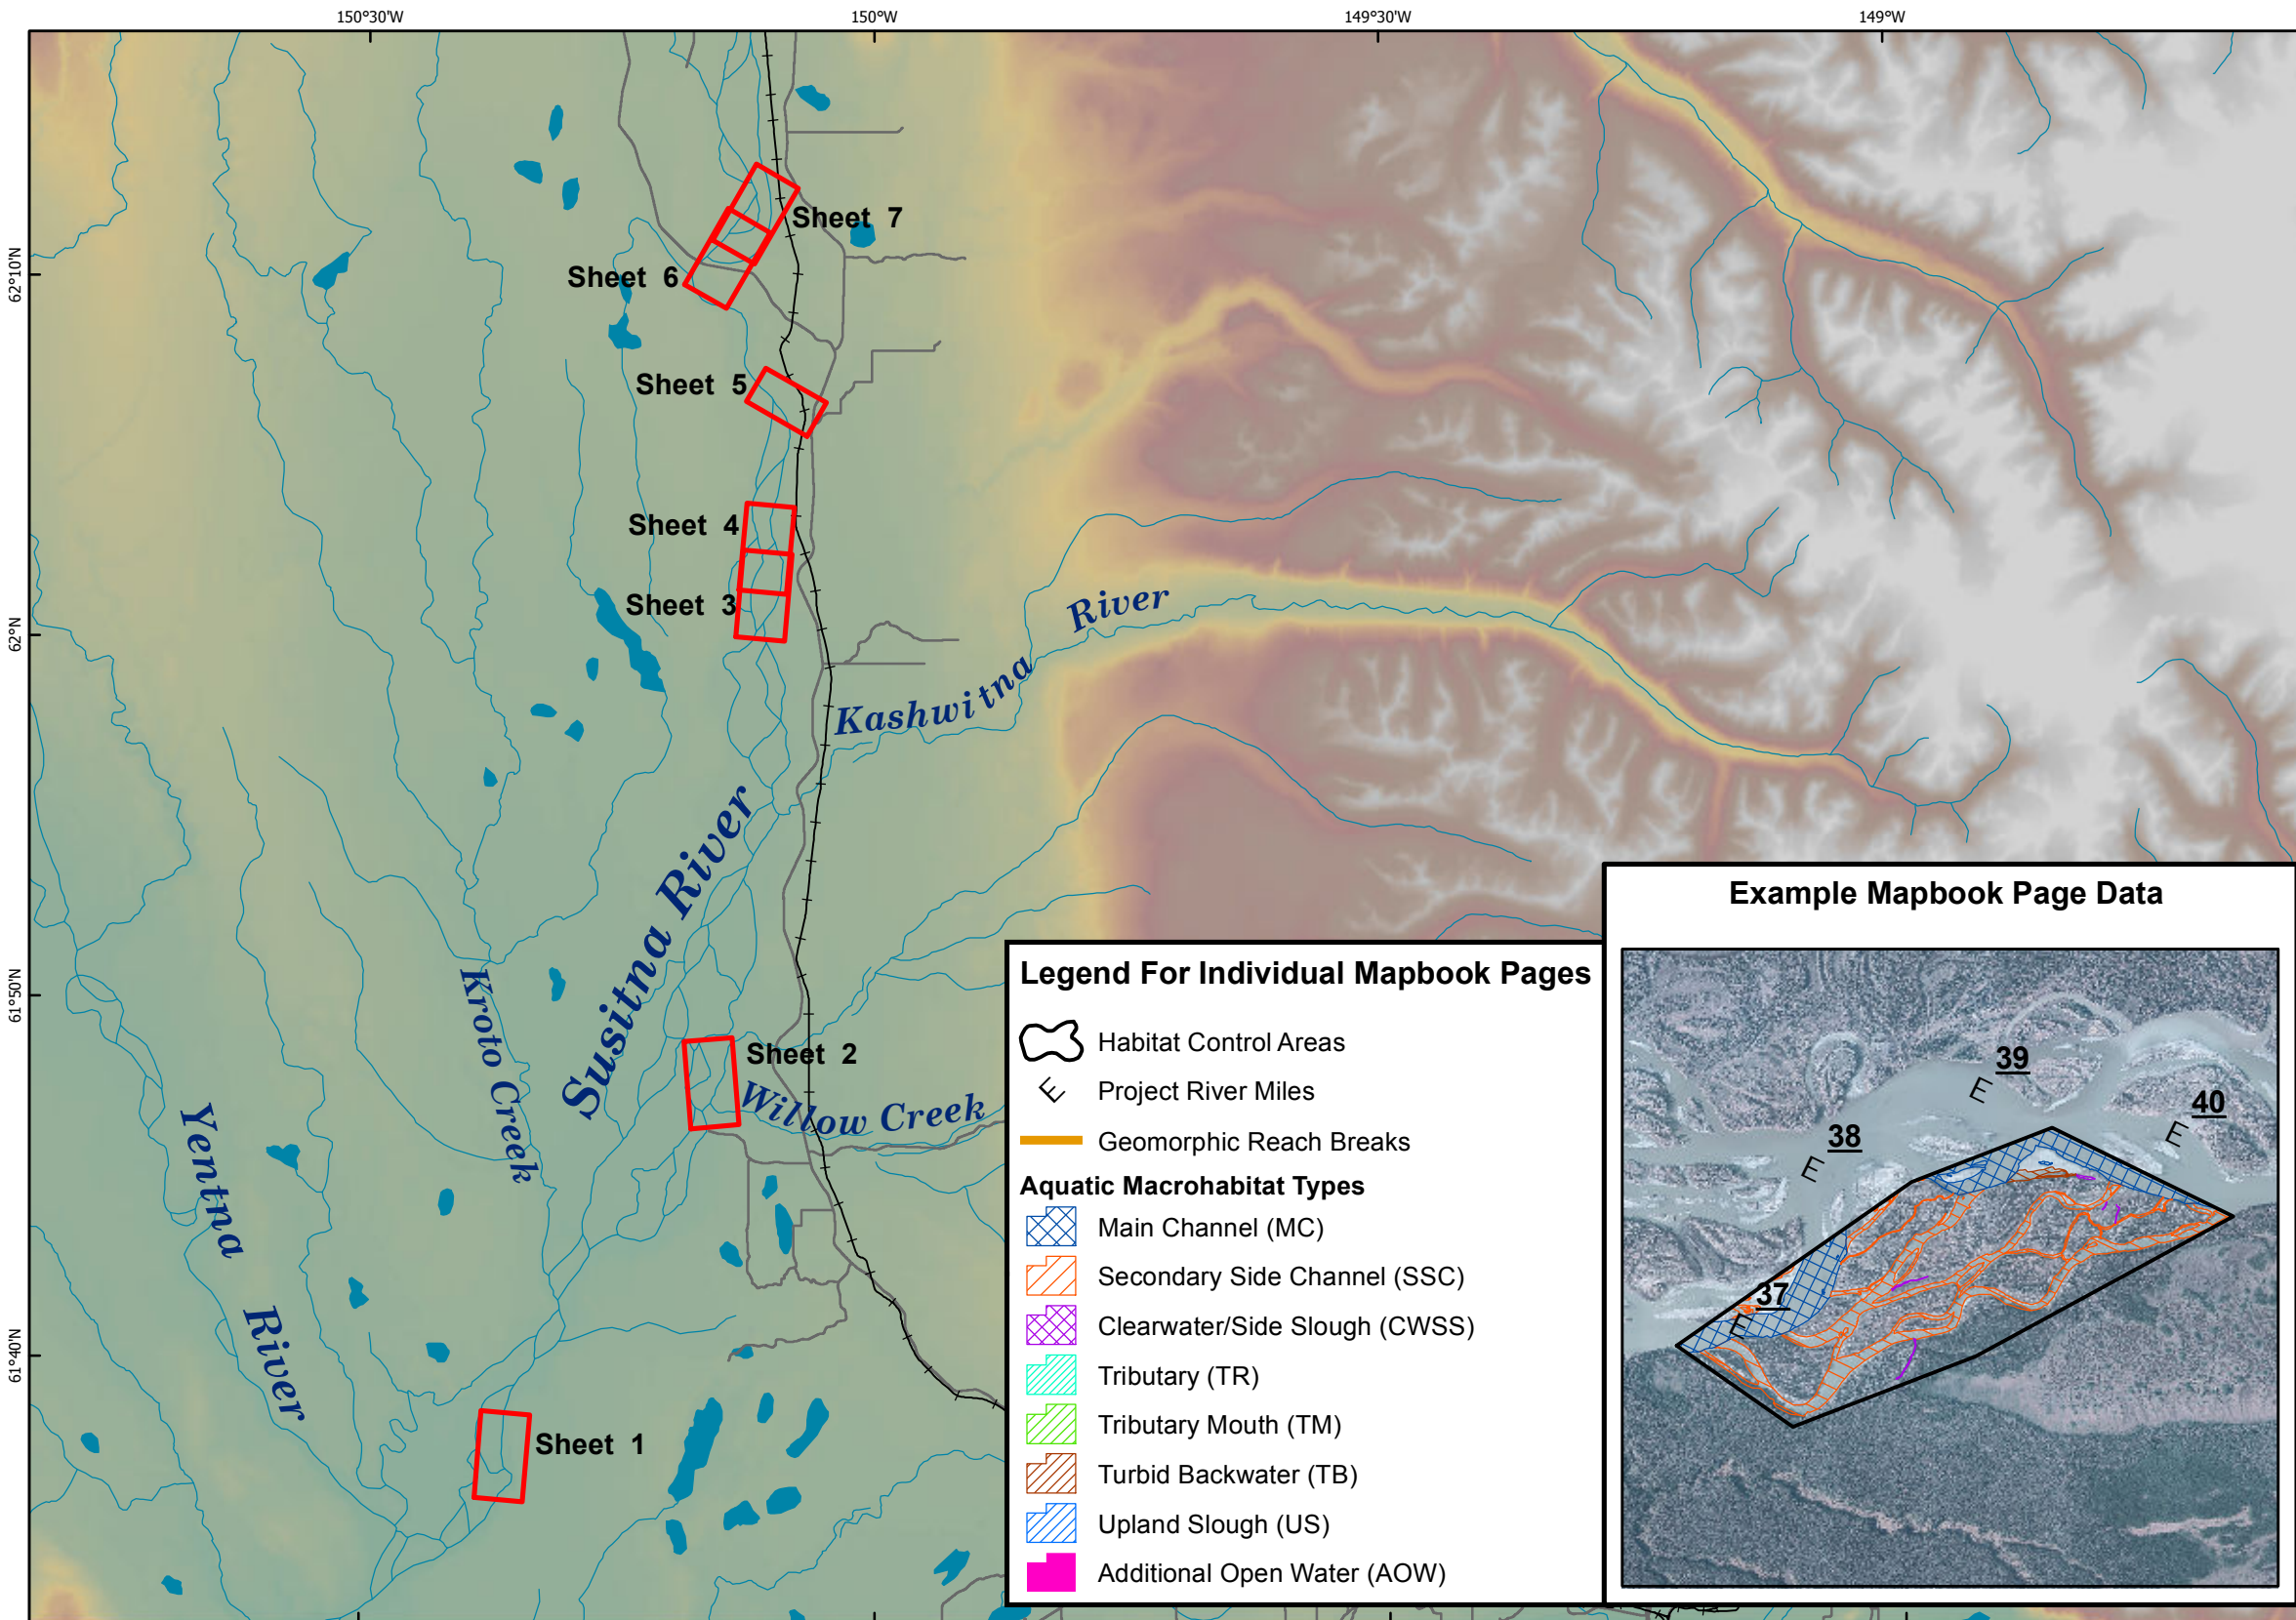 150°30'W
150°W
149°30'W
149°W
62°10'N
62°N
61°50'N
61°40'N
Sheet 7
Sheet 6
Sheet 5
Sheet 4
Sheet 3
Kashwitna River
Susitna River
Kroto Creek
Sheet 2
Willow Creek
Yentna River
Sheet 1
Legend For Individual Mapbook Pages
Habitat Control Areas
E Project River Miles
Geomorphic Reach Breaks
Aquatic Macrohabitat Types
Main Channel (MC)
Secondary Side Channel (SSC)
Clearwater/Side Slough (CWSS)
Tributary (TR)
Tributary Mouth (TM)
Turbid Backwater (TB)
Upland Slough (US)
Additional Open Water (AOW)
Example Mapbook Page Data
39
E
40
E
38
E
37
E